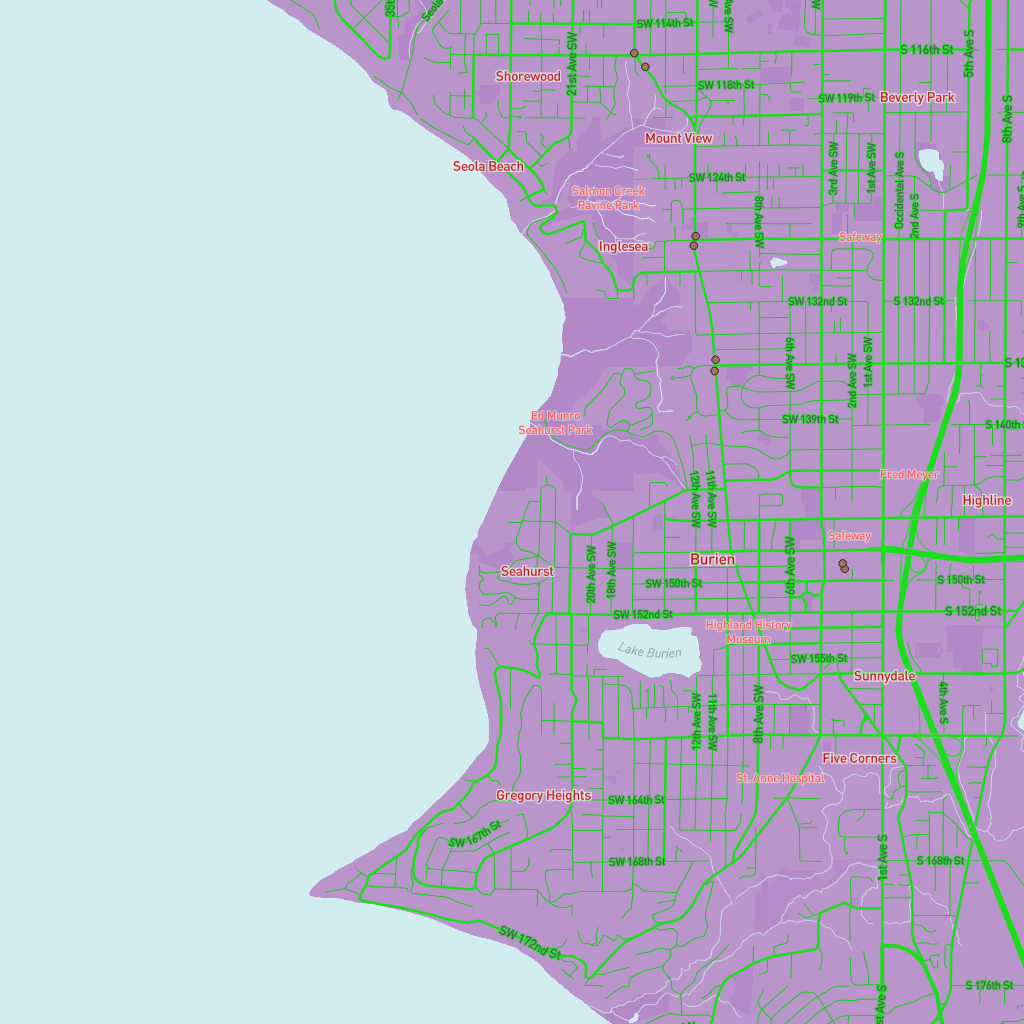 35t
Seola
SW 114th St
Ave SW
S 116th St
5th Ave S
21st Ave SW
Shorewood
SW 118th St
SW 119th St
Beverly Park
8th Ave S
Mount View
Seola Beach
3rd Ave SW
1st Ave SW
Occidental Ave S
2nd Ave S
SW 124th St
Salmon Creek
Ravine Park
8th Ave SW
Safeway
Inglesea
SW 132nd St
S 132nd St
6th Ave SW
2nd Ave SW
1st Ave SW
S 13
Ed Munro
Seahurst Park
SW 139th St
S 140th S
Fred Meyer
12th Ave SW
11th Ave SW
Highline
Safeway
Burien
6th Ave SW
Seahurst
20th Ave SW
18th Ave SW
SW 150th St
S 150th St
SW 152nd St
S 152nd St
Highland History
Museum
Lake Burien
SW 155th St
Sunnydale
12th Ave SW
11th Ave SW
8th Ave SW
4th Ave S
Five Corners
St. Anne Hospital
Gregory Heights
SW 164th St
SW 167th St
SW 168th St
1st Ave S
S 168th St
SW 172nd St
S 176th St
st Ave S